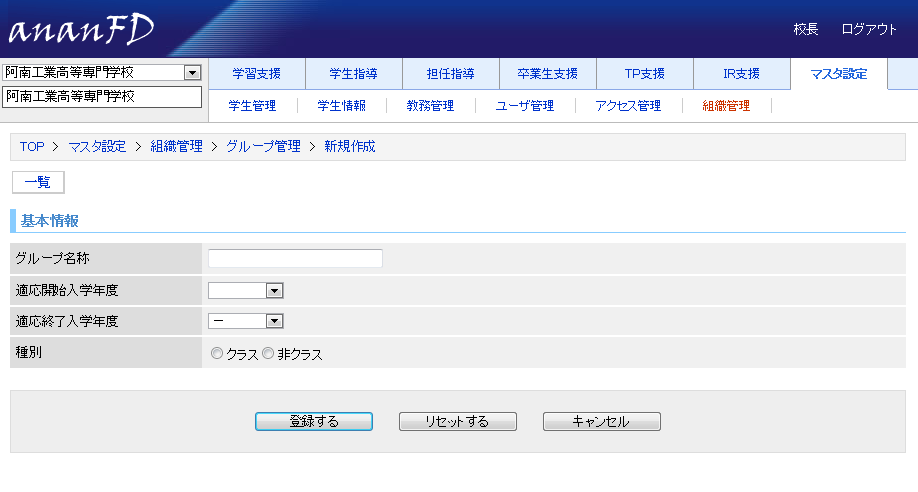 ananFD
校長 ログアウト
阿南工業高等専門学校
阿南工業高等専門学校
学習支援 学生指導 担任指導 卒業生支援 TP支援 IR支援 マスタ設定
学生管理 学生情報 教務管理 ユーザ管理 アクセス管理 組織管理
TOP > マスタ設定 > 組織管理 > グループ管理 > 新規作成
一覧
基本情報
グループ名称
適応開始入学年度
適応終了入学年度 ー
種別 クラス 非クラス
登録する リセットする キャンセル